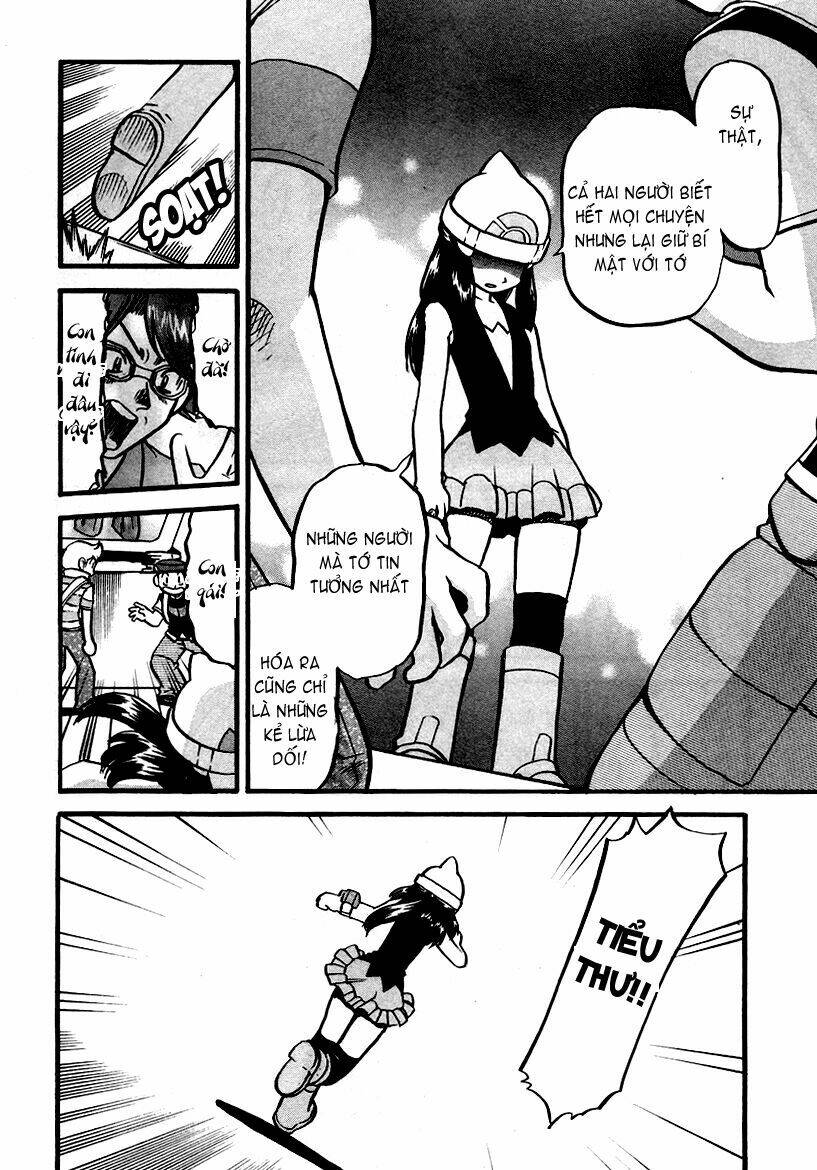 SỰ
THẬT,
CẢ HAI NGƯỜI BIẾT
HẾT MỌI CHUYỆN
NHƯNG LẠI GIỮ BÍ
MẬT VỚI TỚ
NHỮNG NGƯỜI
MÀ TỚ TIN
TƯỞNG NHẤT
HÓA RA
CŨNG CHỈ
LÀ NHỮNG
KẺ LỪA
DỐI!
SOẠT!
Chờ
đã!
Con
tính
đi
đâu
vậy?
Con
gái!
TIỂU
THƯ!!